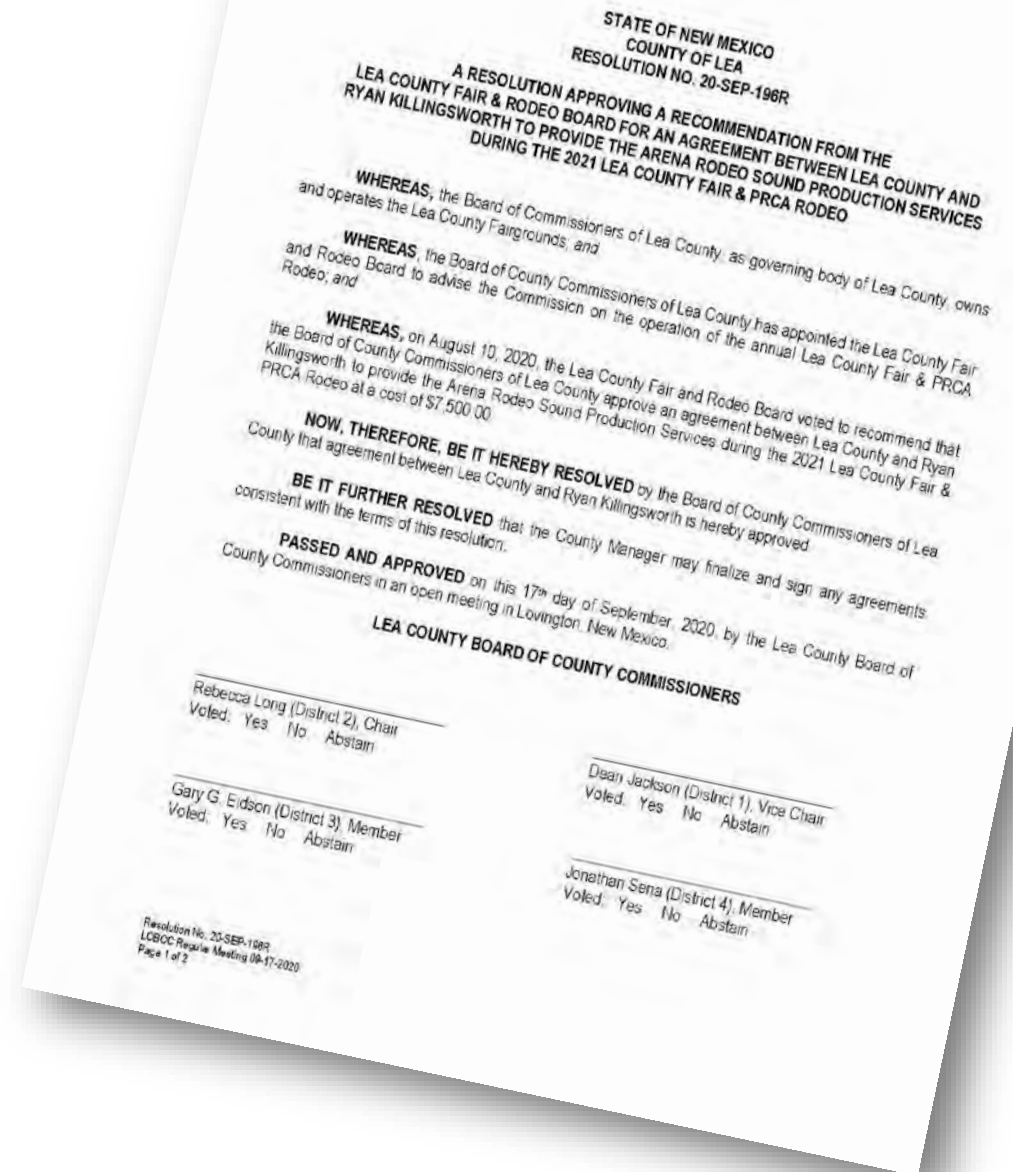 STATE OF NEW MEXICO
COUNTY OF LEA
RESOLUTION NO. 20-SEP-196R
A RESOLUTION APPROVING A RECOMMENDATION FROM THE
LEA COUNTY FAIR & RODEO BOARD FOR AN AGREEMENT BETWEEN LEA COUNTY AND
RYAN KILLINGSWORTH TO PROVIDE THE ARENA RODEO SOUND PRODUCTION SERVICES
DURING THE 2021 LEA COUNTY FAIR & PRCA RODEO
WHEREAS, the Board of Commissioners of Lea County, as governing body of Lea County, owns
and operates the Lea County Fairgrounds; and
WHEREAS, the Board of County Commissioners of Lea County has appointed the Lea County Fair
and Rodeo Board to advise the Commission on the operation of the annual Lea County Fair & PRCA
Rodeo; and
WHEREAS, on August 10, 2020, the Lea County Fair and Rodeo Board voted to recommend that
the Board of County Commissioners of Lea County approve an agreement between Lea County and Ryan
Killingsworth to provide the Arena Rodeo Sound Production Services during the 2021 Lea County Fair &
PRCA Rodeo at a cost of $7,500.00
NOW, THEREFORE, BE IT HEREBY RESOLVED by the Board of County Commissioners of Lea
County that agreement between Lea County and Ryan Killingsworth is hereby approved
BE IT FURTHER RESOLVED that the County Manager may finalize and sign any agreements
consistent with the terms of this resolution.
PASSED AND APPROVED on this 17th day of September, 2020, by the Lea County Board of
County Commissioners in an open meeting in Lovington, New Mexico.
LEA COUNTY BOARD OF COUNTY COMMISSIONERS
Rebecca Long (District 2), Chair
Voted: Yes No Abstain
Dean Jackson (District 1), Vice Chair
Voted: Yes No Abstain
Gary G. Eidson (District 3), Member
Voted: Yes No Abstain
Jonathan Sena (District 4), Member
Voted: Yes No Abstain
Resolution No. 20-SEP-196R
LCBCC Regular Meeting 09-17-2020
Page 1 of 2